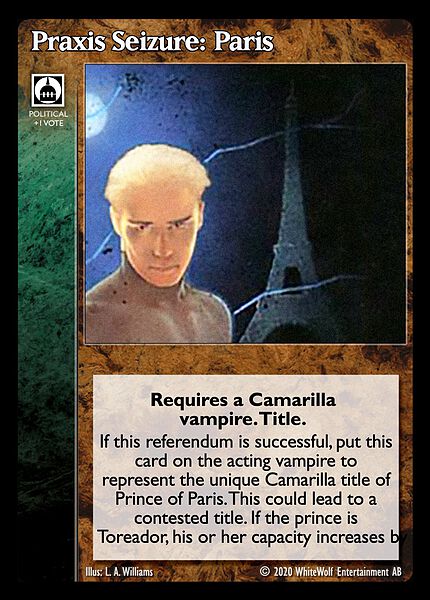 Praxis Seizure: Paris
POLITICAL
+1 VOTE
Requires a Camarilla
vampire. Title.
If this referendum is successful, put this
card on the acting vampire to
represent the unique Camarilla title of
Prince of Paris. This could lead to a
contested title. If the prince is
Toreador, his or her capacity increases by
Illus: L. A. Williams
© 2020 WhiteWolf Entertainment AB